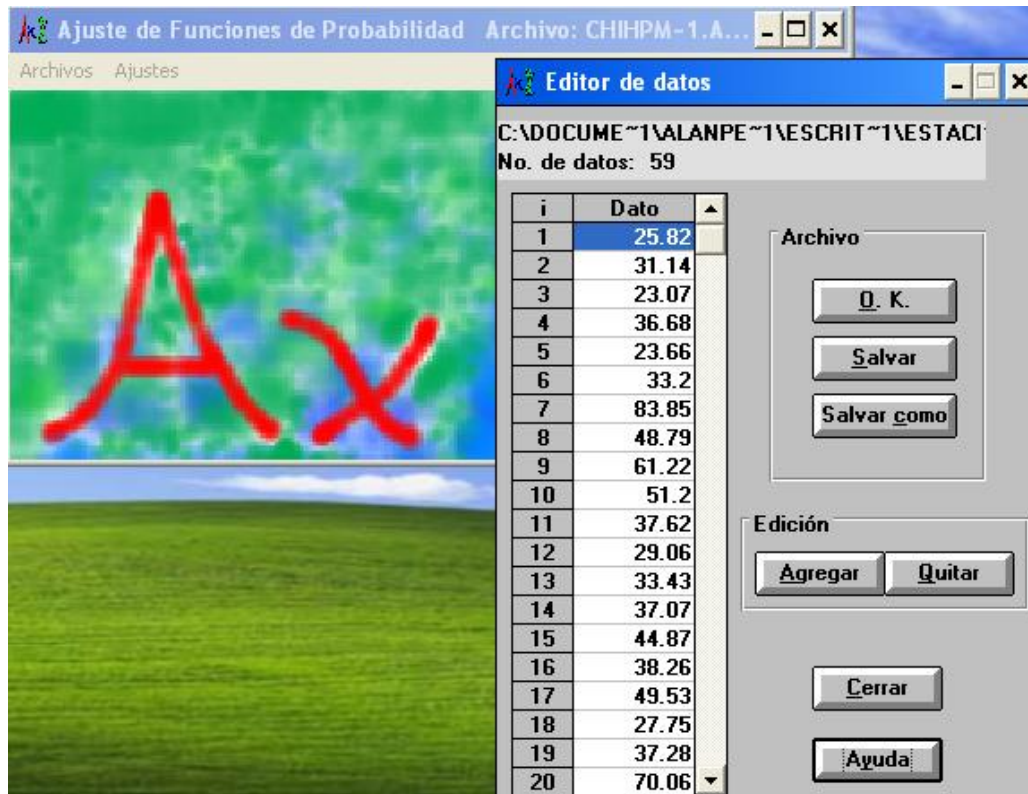 Ajuste de Funciones de Probabilidad Archivo: CHIHPM-1.A...
Archivos Ajustes
Ax
Editor de datos
C:\DOCUME~1\ALANPE~1\ESCRIT~1\ESTACI
No. de datos: 59
i Dato
1 25.82
2 31.14
3 23.07
4 36.68
5 23.66
6 33.2
7 83.85
8 48.79
9 61.22
10 51.2
11 37.62
12 29.06
13 33.43
14 37.07
15 44.87
16 38.26
17 49.53
18 27.75
19 37.28
20 70.06
Archivo
O. K.
Salvar
Salvar como
Edición
Agregar Quitar
Cerrar
Ayuda